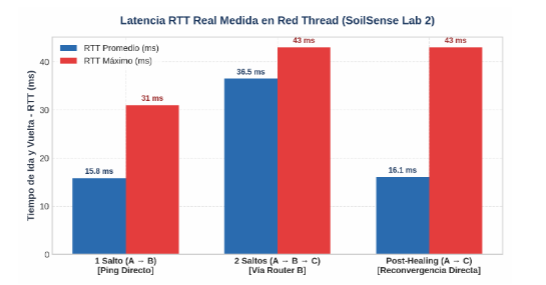 Latencia RTT Real Medida en Red Thread (SoilSense Lab 2)
RTT Promedio (ms)
RTT Máximo (ms)
Tiempo de Ida y Vuelta - RTT (ms)
40
30
20
10
0
15.8 ms
31 ms
36.5 ms
43 ms
16.1 ms
43 ms
1 Salto (A → B)
[Ping Directo]
2 Saltos (A → B → C)
[Vía Router B]
Post-Healing (A → C)
[Reconvergencia Directa]